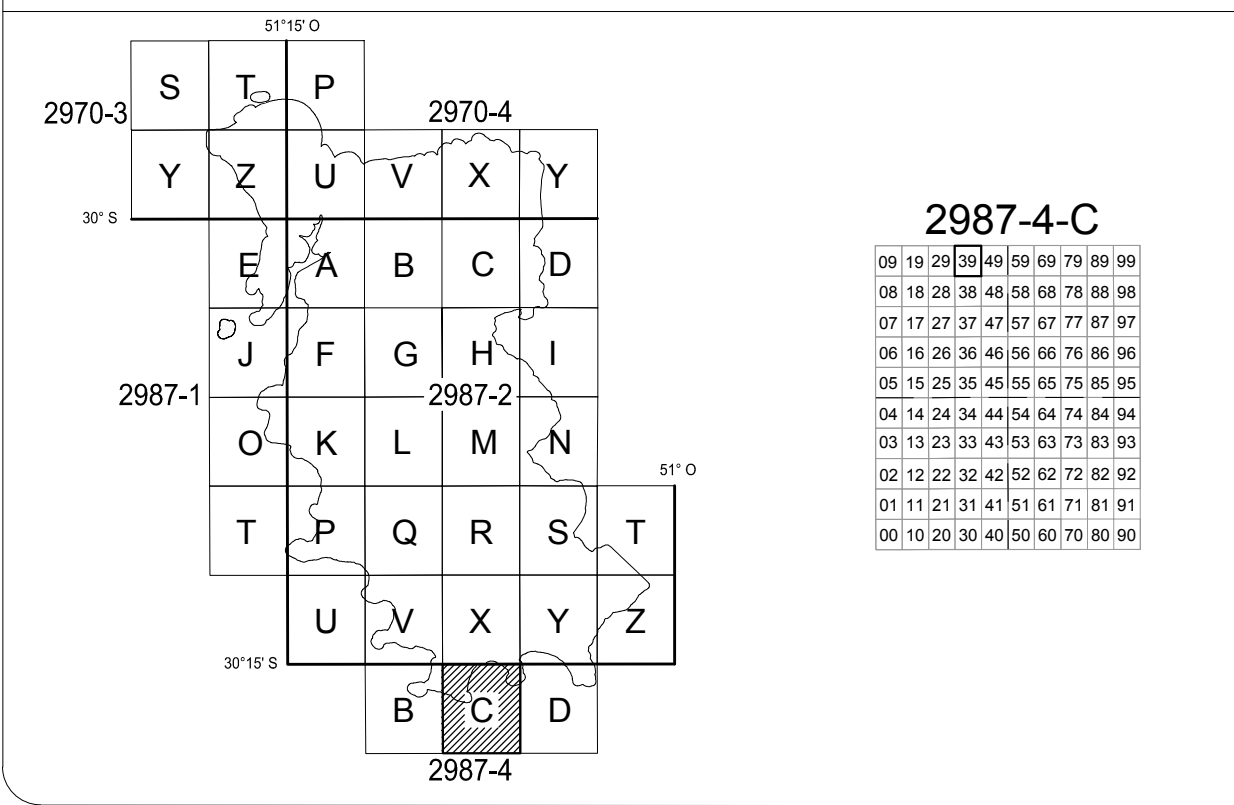 51°15' O
S T P
2970-3 2970-4
Y Z U V X Y
30° S
E A B C D
J F G H I
2987-1 2987-2
O K L M N
51° O
T P Q R S T
U V X Y Z
30°15' S
B C D
2987-4
2987-4-C
09 19 29 39 49 59 69 79 89 99
08 18 28 38 48 58 68 78 88 98
07 17 27 37 47 57 67 77 87 97
06 16 26 36 46 56 66 76 86 96
05 15 25 35 45 55 65 75 85 95
04 14 24 34 44 54 64 74 84 94
03 13 23 33 43 53 63 73 83 93
02 12 22 32 42 52 62 72 82 92
01 11 21 31 41 51 61 71 81 91
00 10 20 30 40 50 60 70 80 90